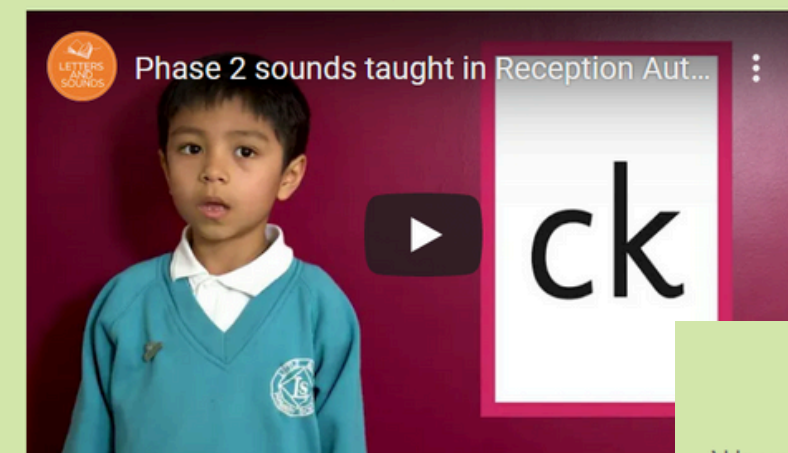 LETTERS
AND
SOUNDS
Phase 2 sounds taught in Reception Aut...
ck